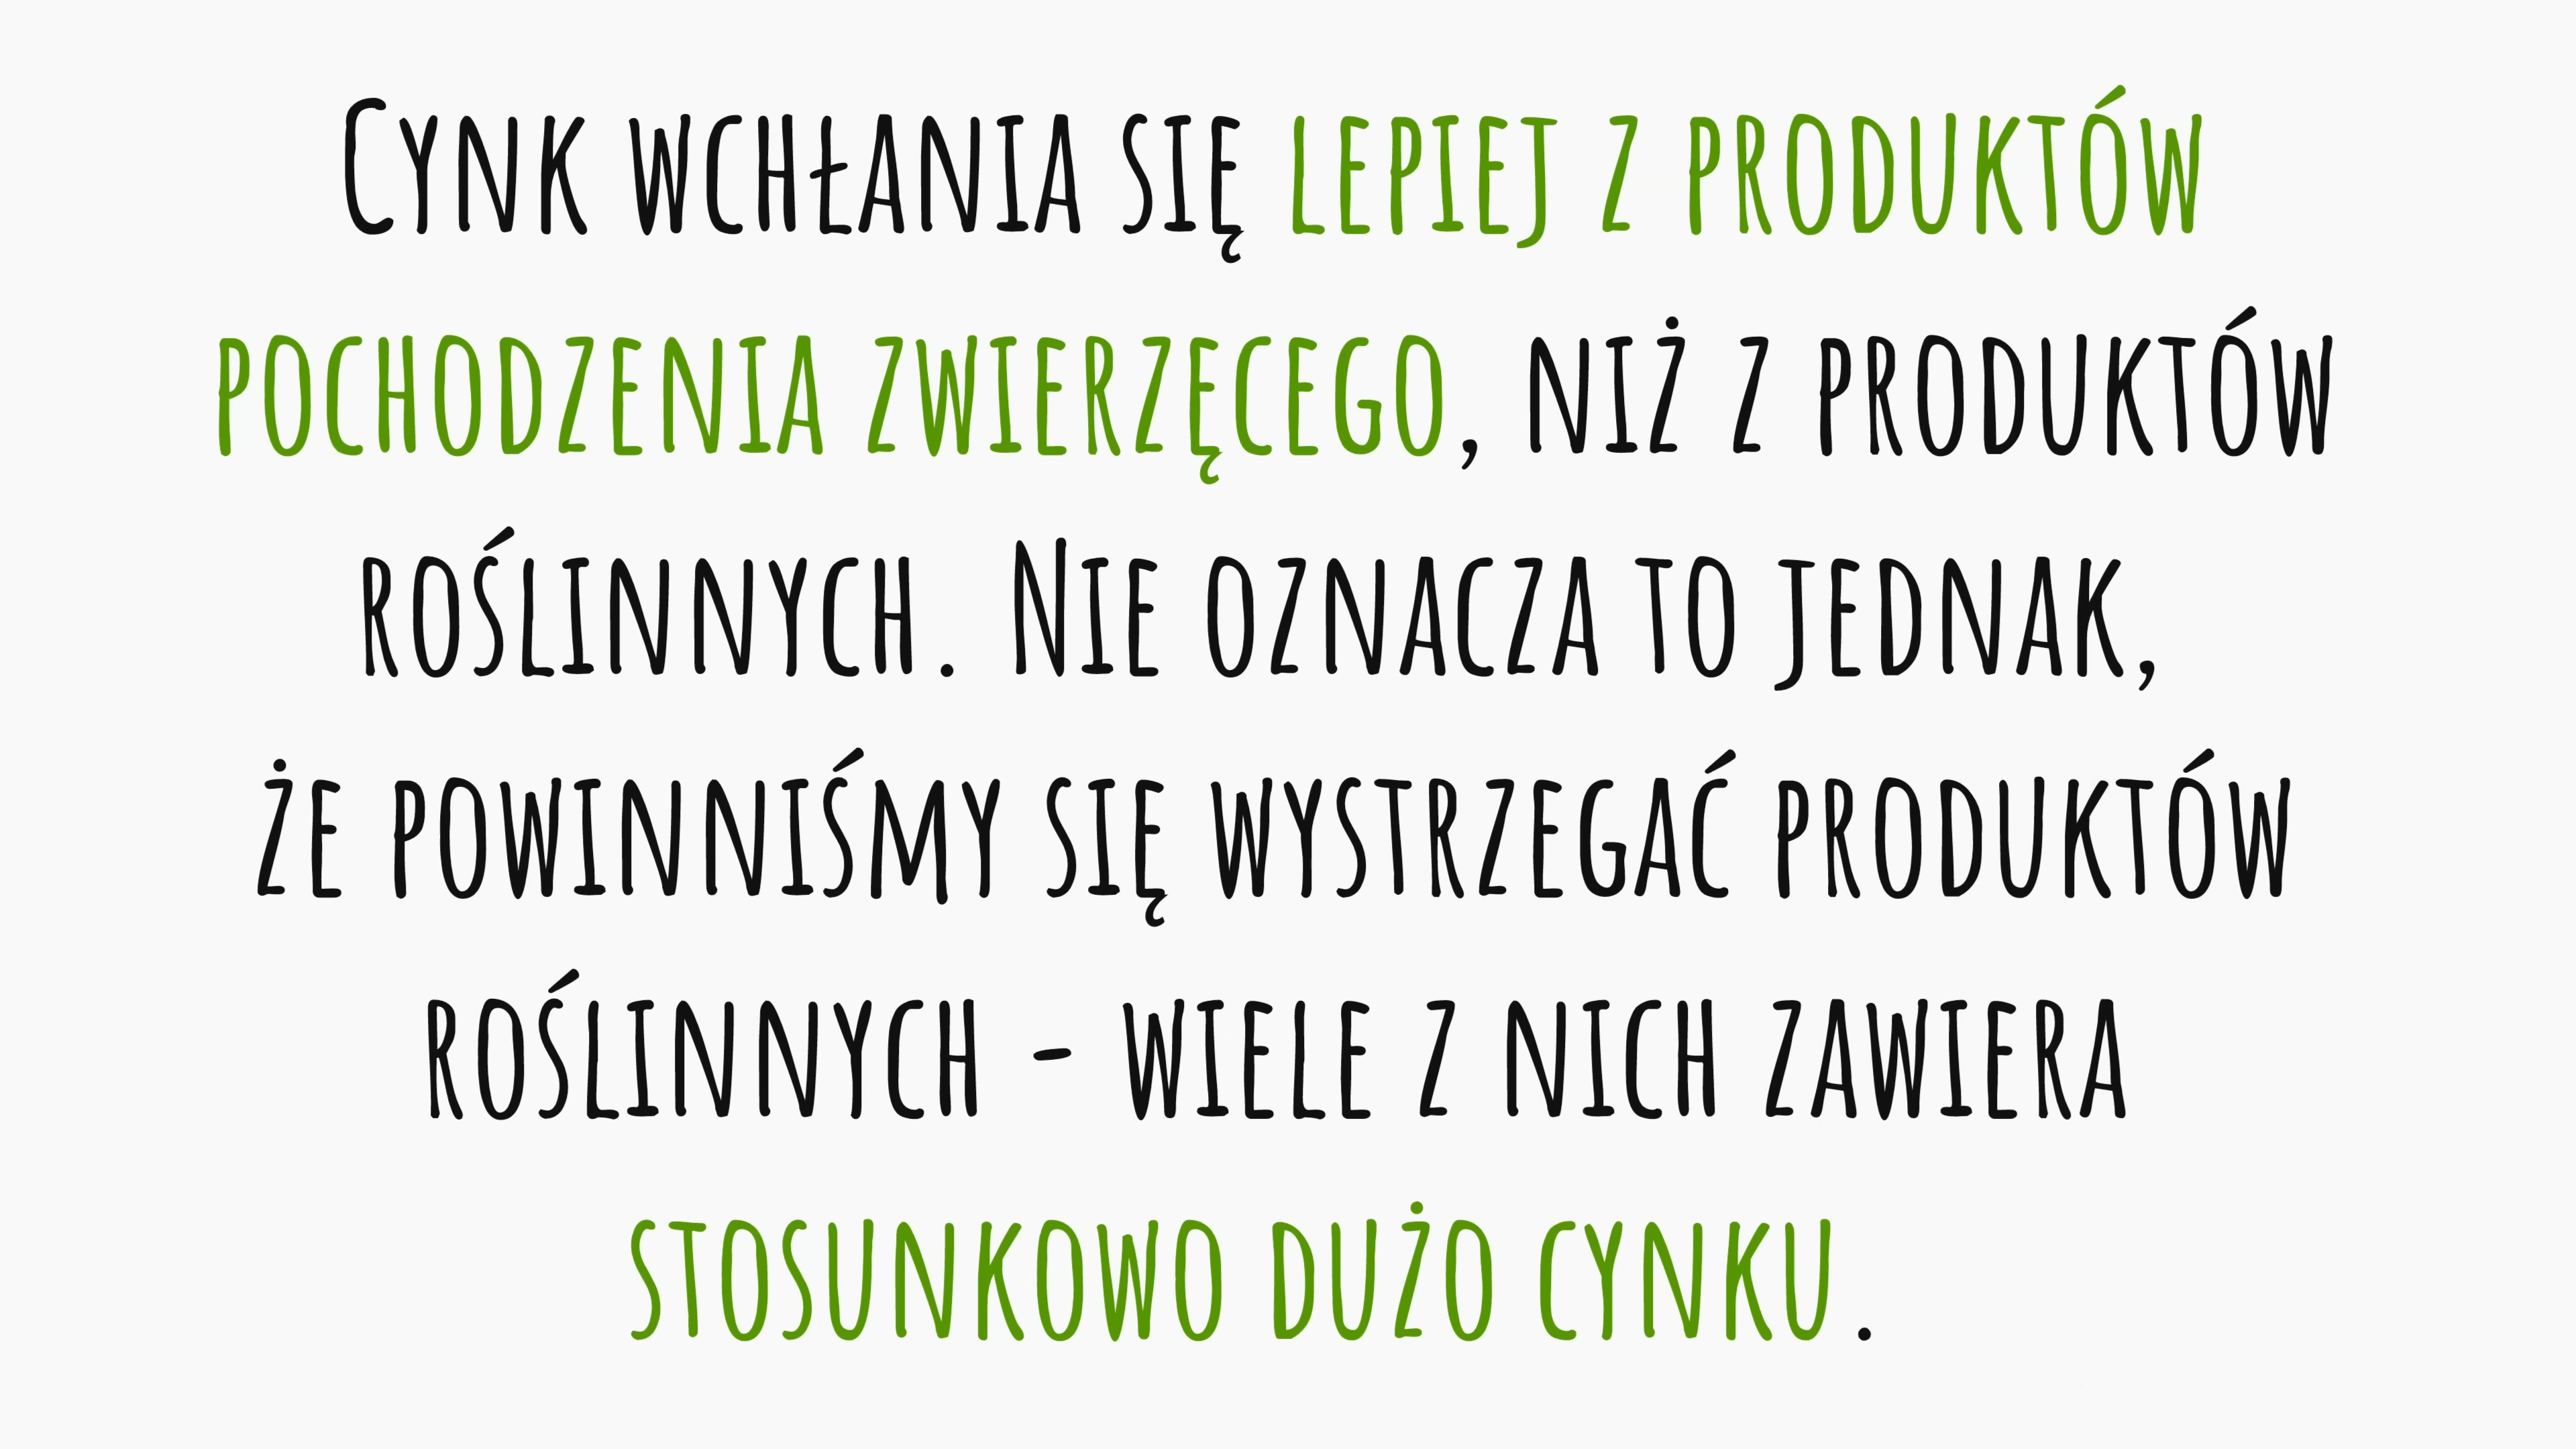 Cynk wchłania się lepiej z produktów
pochodzenia zwierzęcego, niż z produktów
roślinnych. Nie oznacza to jednak,
że powinniśmy się wystrzegać produktów
roślinnych - wiele z nich zawiera
stosunkowo dużo cynku.